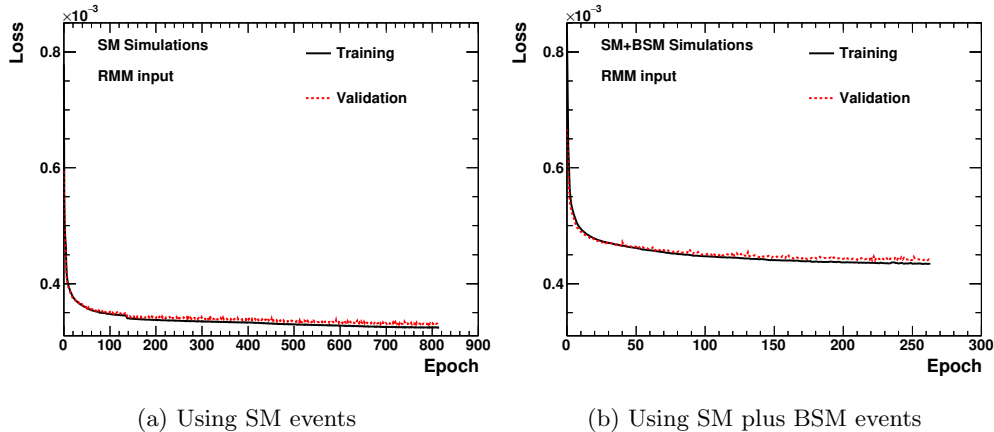 ×10⁻³
Loss
0.8
0.6
0.4
SM Simulations
RMM input
Training
Validation
0 100 200 300 400 500 600 700 800 900
Epoch
(a) Using SM events
×10⁻³
Loss
0.8
0.6
0.4
SM+BSM Simulations
RMM input
Training
Validation
0 50 100 150 200 250 300
Epoch
(b) Using SM plus BSM events